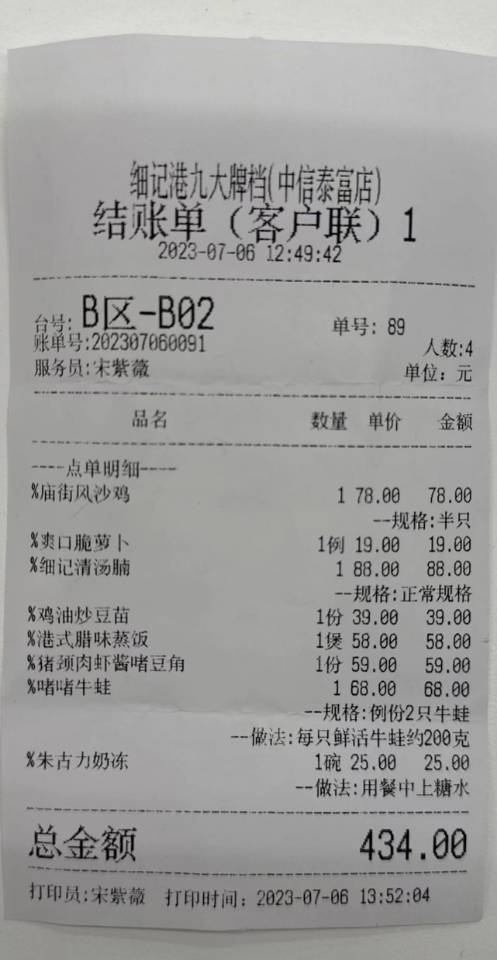 细记港九大牌档(中信泰富店)
结账单（客户联）1
2023-07-06 12:49:42
台号: B区-B02 单号: 89
账单号:202307060091 人数:4
服务员:宋紫薇 单位: 元
品名 数量 单价 金额
----点单明细----
%庙街风沙鸡 1 78.00 78.00
--规格:半只
%爽口脆萝卜 1例 19.00 19.00
%细记清汤腩 1 88.00 88.00
--规格:正常规格
%鸡油炒豆苗 1份 39.00 39.00
%港式腊味蒸饭 1煲 58.00 58.00
%猪颈肉虾酱啫豆角 1份 59.00 59.00
%啫啫牛蛙 1 68.00 68.00
--规格:例份2只牛蛙
--做法:每只鲜活牛蛙约200克
%朱古力奶冻 1碗 25.00 25.00
--做法:用餐中上糖水
总金额 434.00
打印员:宋紫薇 打印时间: 2023-07-06 13:52:04